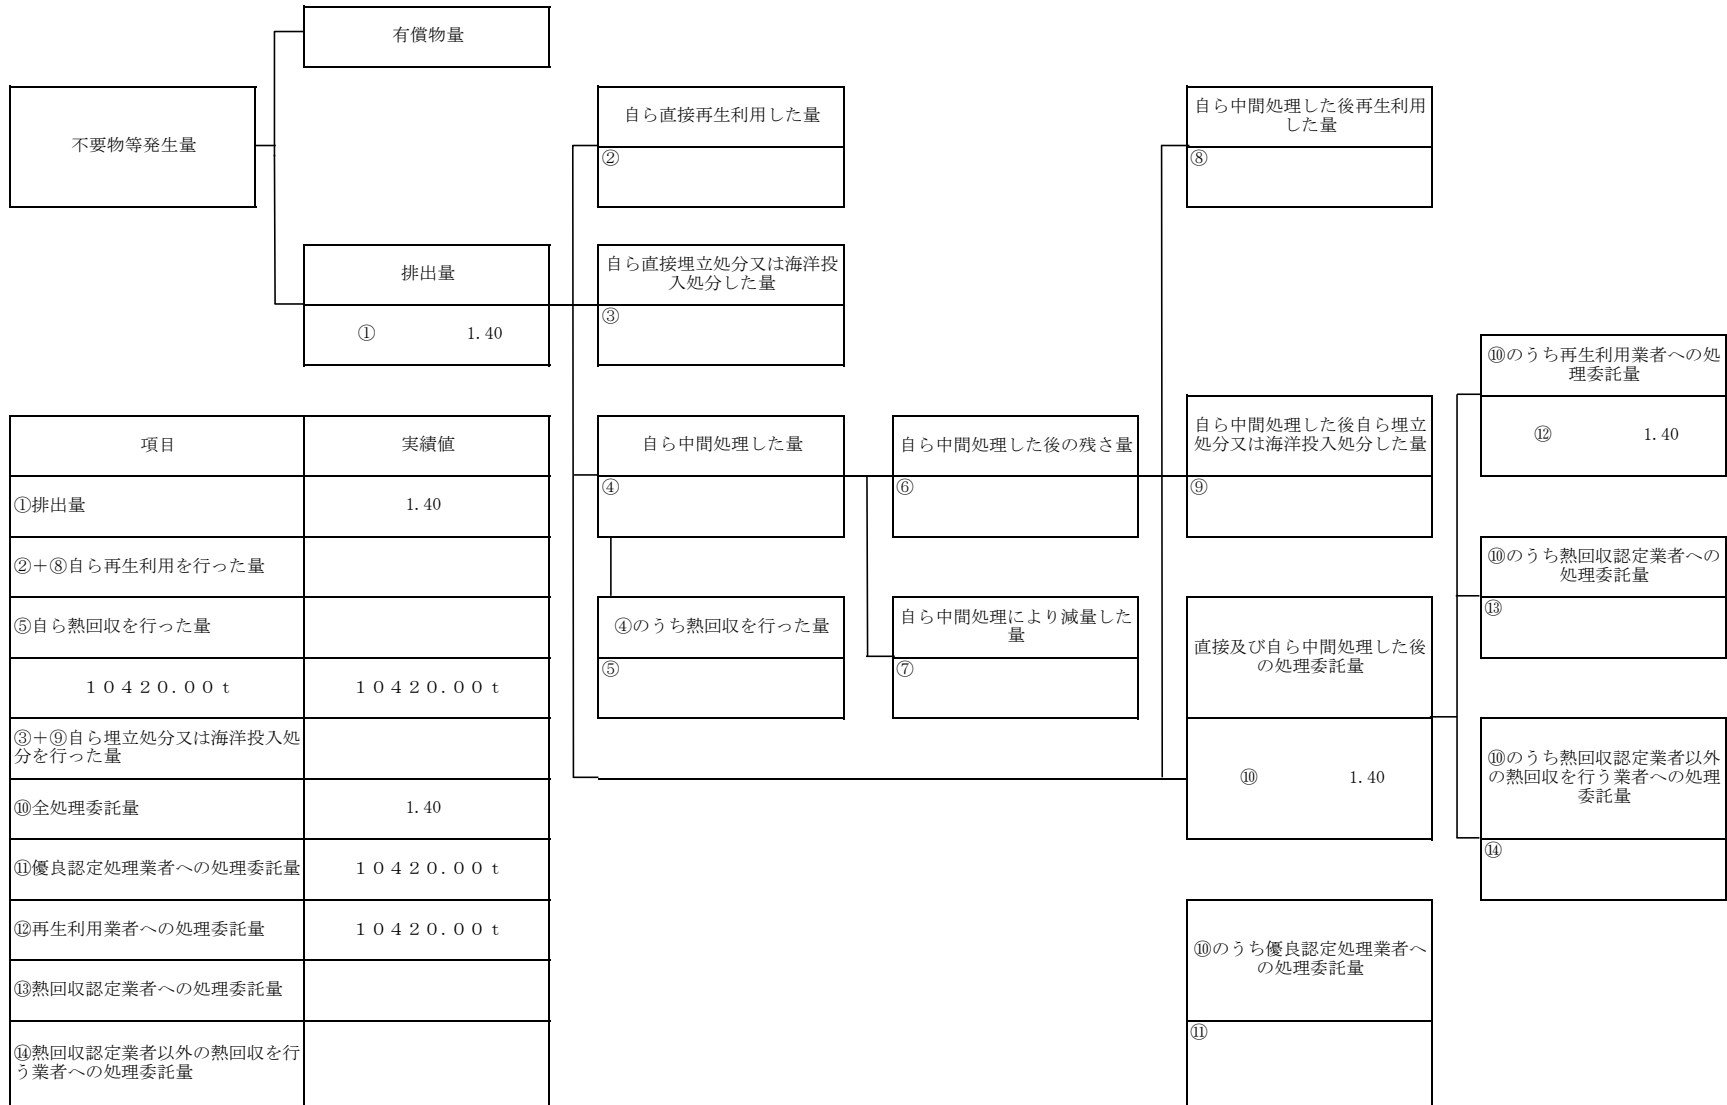 有償物量
不要物等発生量
自ら直接再生利用した量
②
自ら中間処理した後再生利用
した量
⑧
排出量
① 1.40
自ら直接埋立処分又は海洋投
入処分した量
③
⑩のうち再生利用業者への処
理委託量
⑫ 1.40
自ら中間処理した量
④
自ら中間処理した後の残さ量
⑥
自ら中間処理した後自ら埋立
処分又は海洋投入処分した量
⑨
⑩のうち熱回収認定業者への
処理委託量
⑬
④のうち熱回収を行った量
⑤
自ら中間処理により減量した
量
⑦
直接及び自ら中間処理した後
の処理委託量
⑩ 1.40
⑩のうち熱回収認定業者以外
の熱回収を行う業者への処理
委託量
⑭
⑩のうち優良認定処理業者へ
の処理委託量
⑪
項目 実績値
①排出量 1.40
②＋⑧自ら再生利用を行った量
⑤自ら熱回収を行った量
１０４２０.００ｔ １０４２０.００ｔ
③＋⑨自ら埋立処分又は海洋投入処
分を行った量
⑩全処理委託量 1.40
⑪優良認定処理業者への処理委託量 １０４２０.００ｔ
⑫再生利用業者への処理委託量 １０４２０.００ｔ
⑬熱回収認定業者への処理委託量
⑭熱回収認定業者以外の熱回収を行
う業者への処理委託量